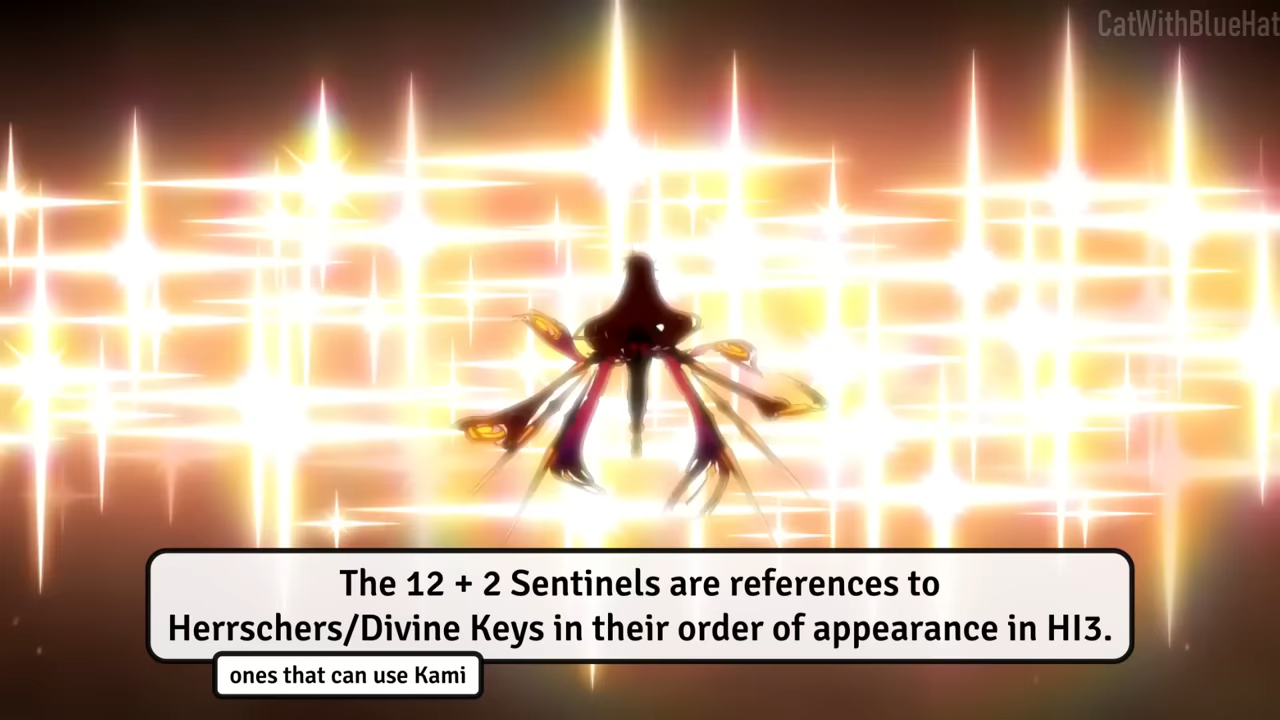 CatWithBlueHat
The 12 + 2 Sentinels are references to
Herrschers/Divine Keys in their order of appearance in HI3.
ones that can use Kami